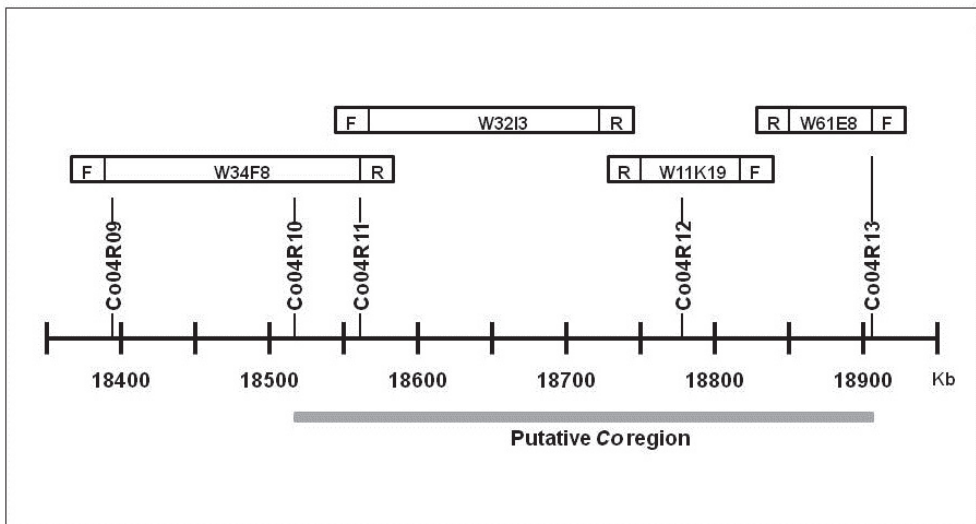 F W32I3 R
R W61E8 F
F W34F8 R
R W11K19 F
Co04R09
Co04R10
Co04R11
Co04R12
Co04R13
18400 18500 18600 18700 18800 18900 Kb
Putative Co region